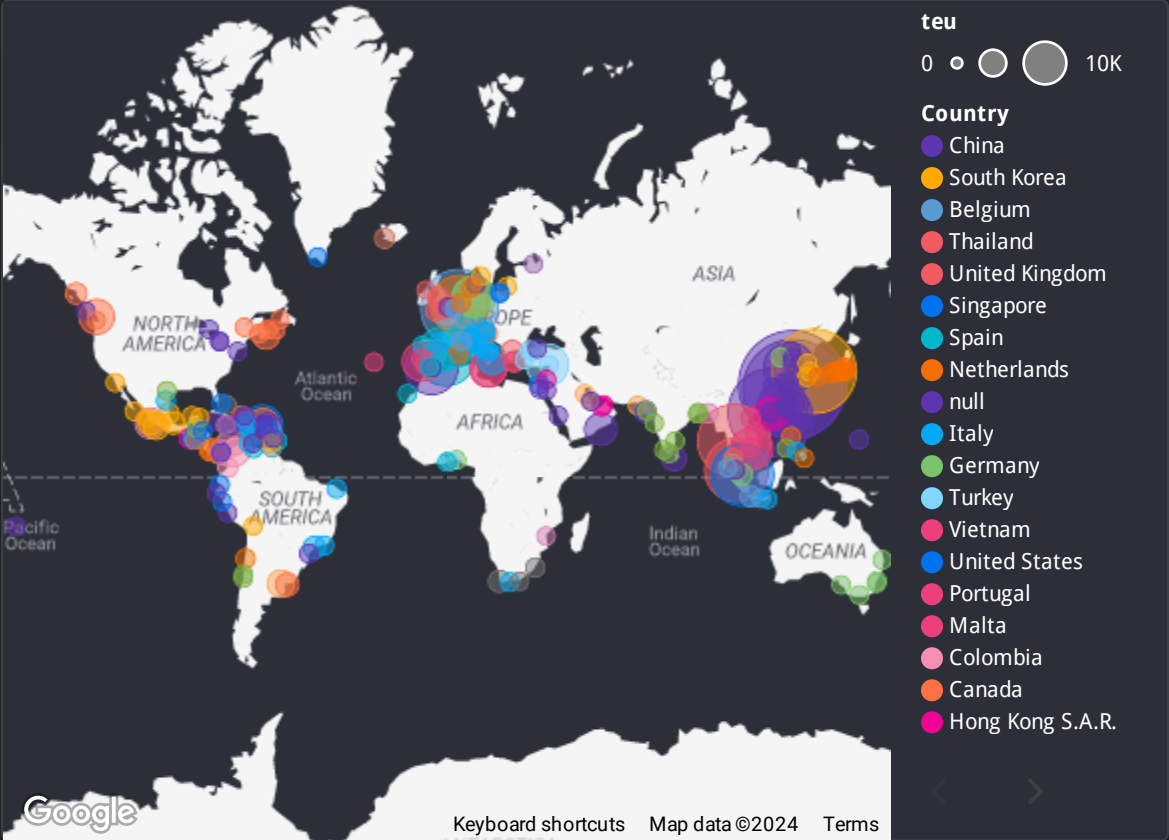 NORTH
AMERICA
Atlantic
Ocean
EUROPE
ASIA
AFRICA
SOUTH
AMERICA
Pacific
Ocean
Indian
Ocean
OCEANIA
Google
Keyboard shortcuts Map data ©2024 Terms
teu
0 10K
Country
China
South Korea
Belgium
Thailand
United Kingdom
Singapore
Spain
Netherlands
null
Italy
Germany
Turkey
Vietnam
United States
Portugal
Malta
Colombia
Canada
Hong Kong S.A.R.